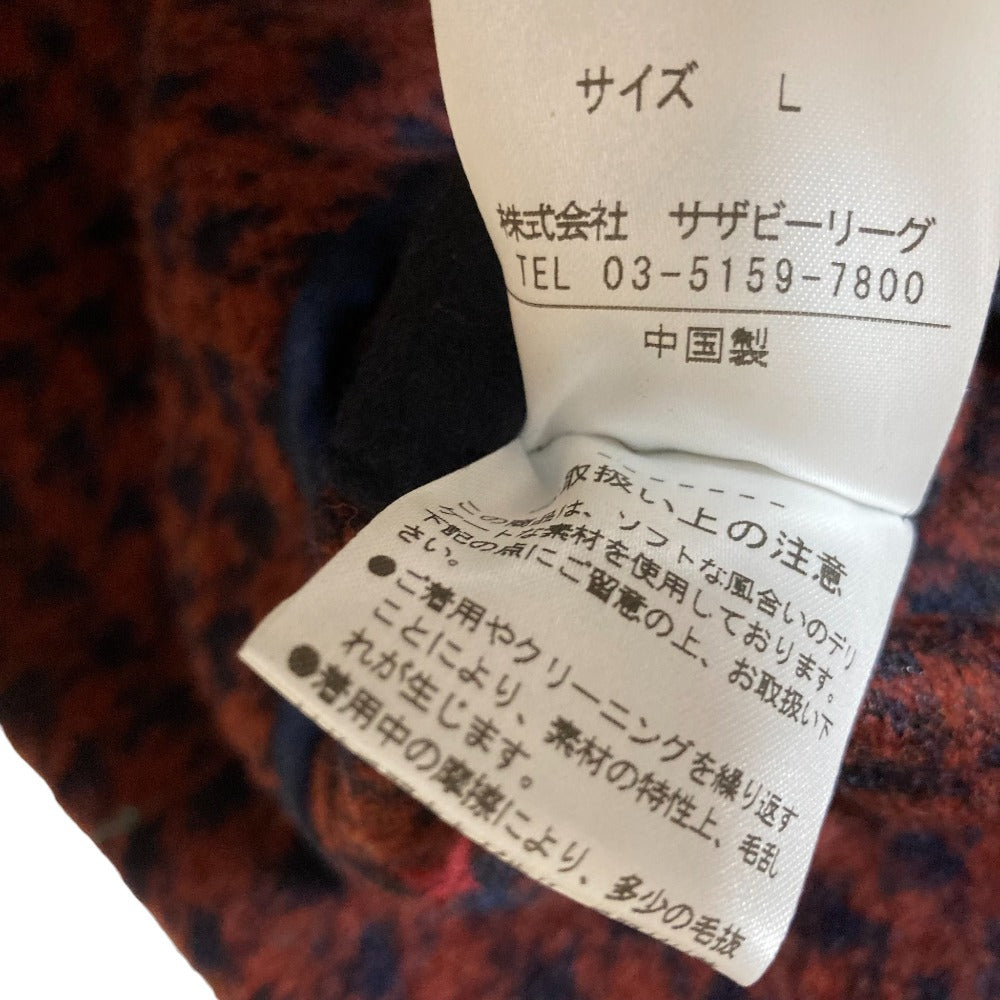 サイズ L
株式会社 サザビーリーグ
TEL 03-5159-7800
中国製
取扱い上の注意
この商品は、ソフトな風合いのデリ
ケートな素材を使用しております。
下記の点にご留意の上、お取扱い下
さい。
●ご着用やクリーニングを繰り返す
ことにより、素材の特性上、毛乱
れが生じます。
●着用中の摩擦により、多少の毛抜